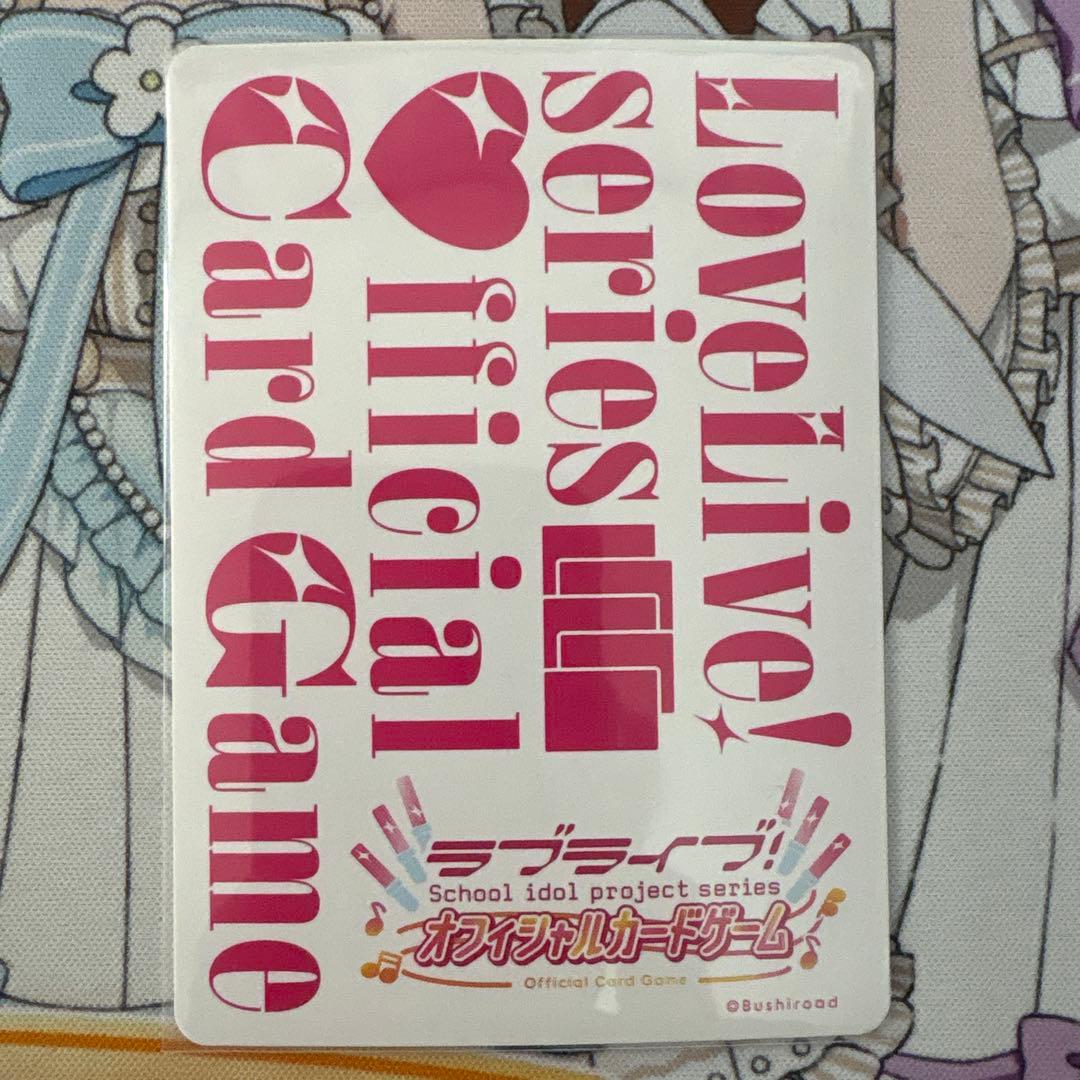 LoveLive!
series
Official
Card Game
ラブライブ!
School idol project series
オフィシャルカードゲーム
Official Card Game
©Bushiroad